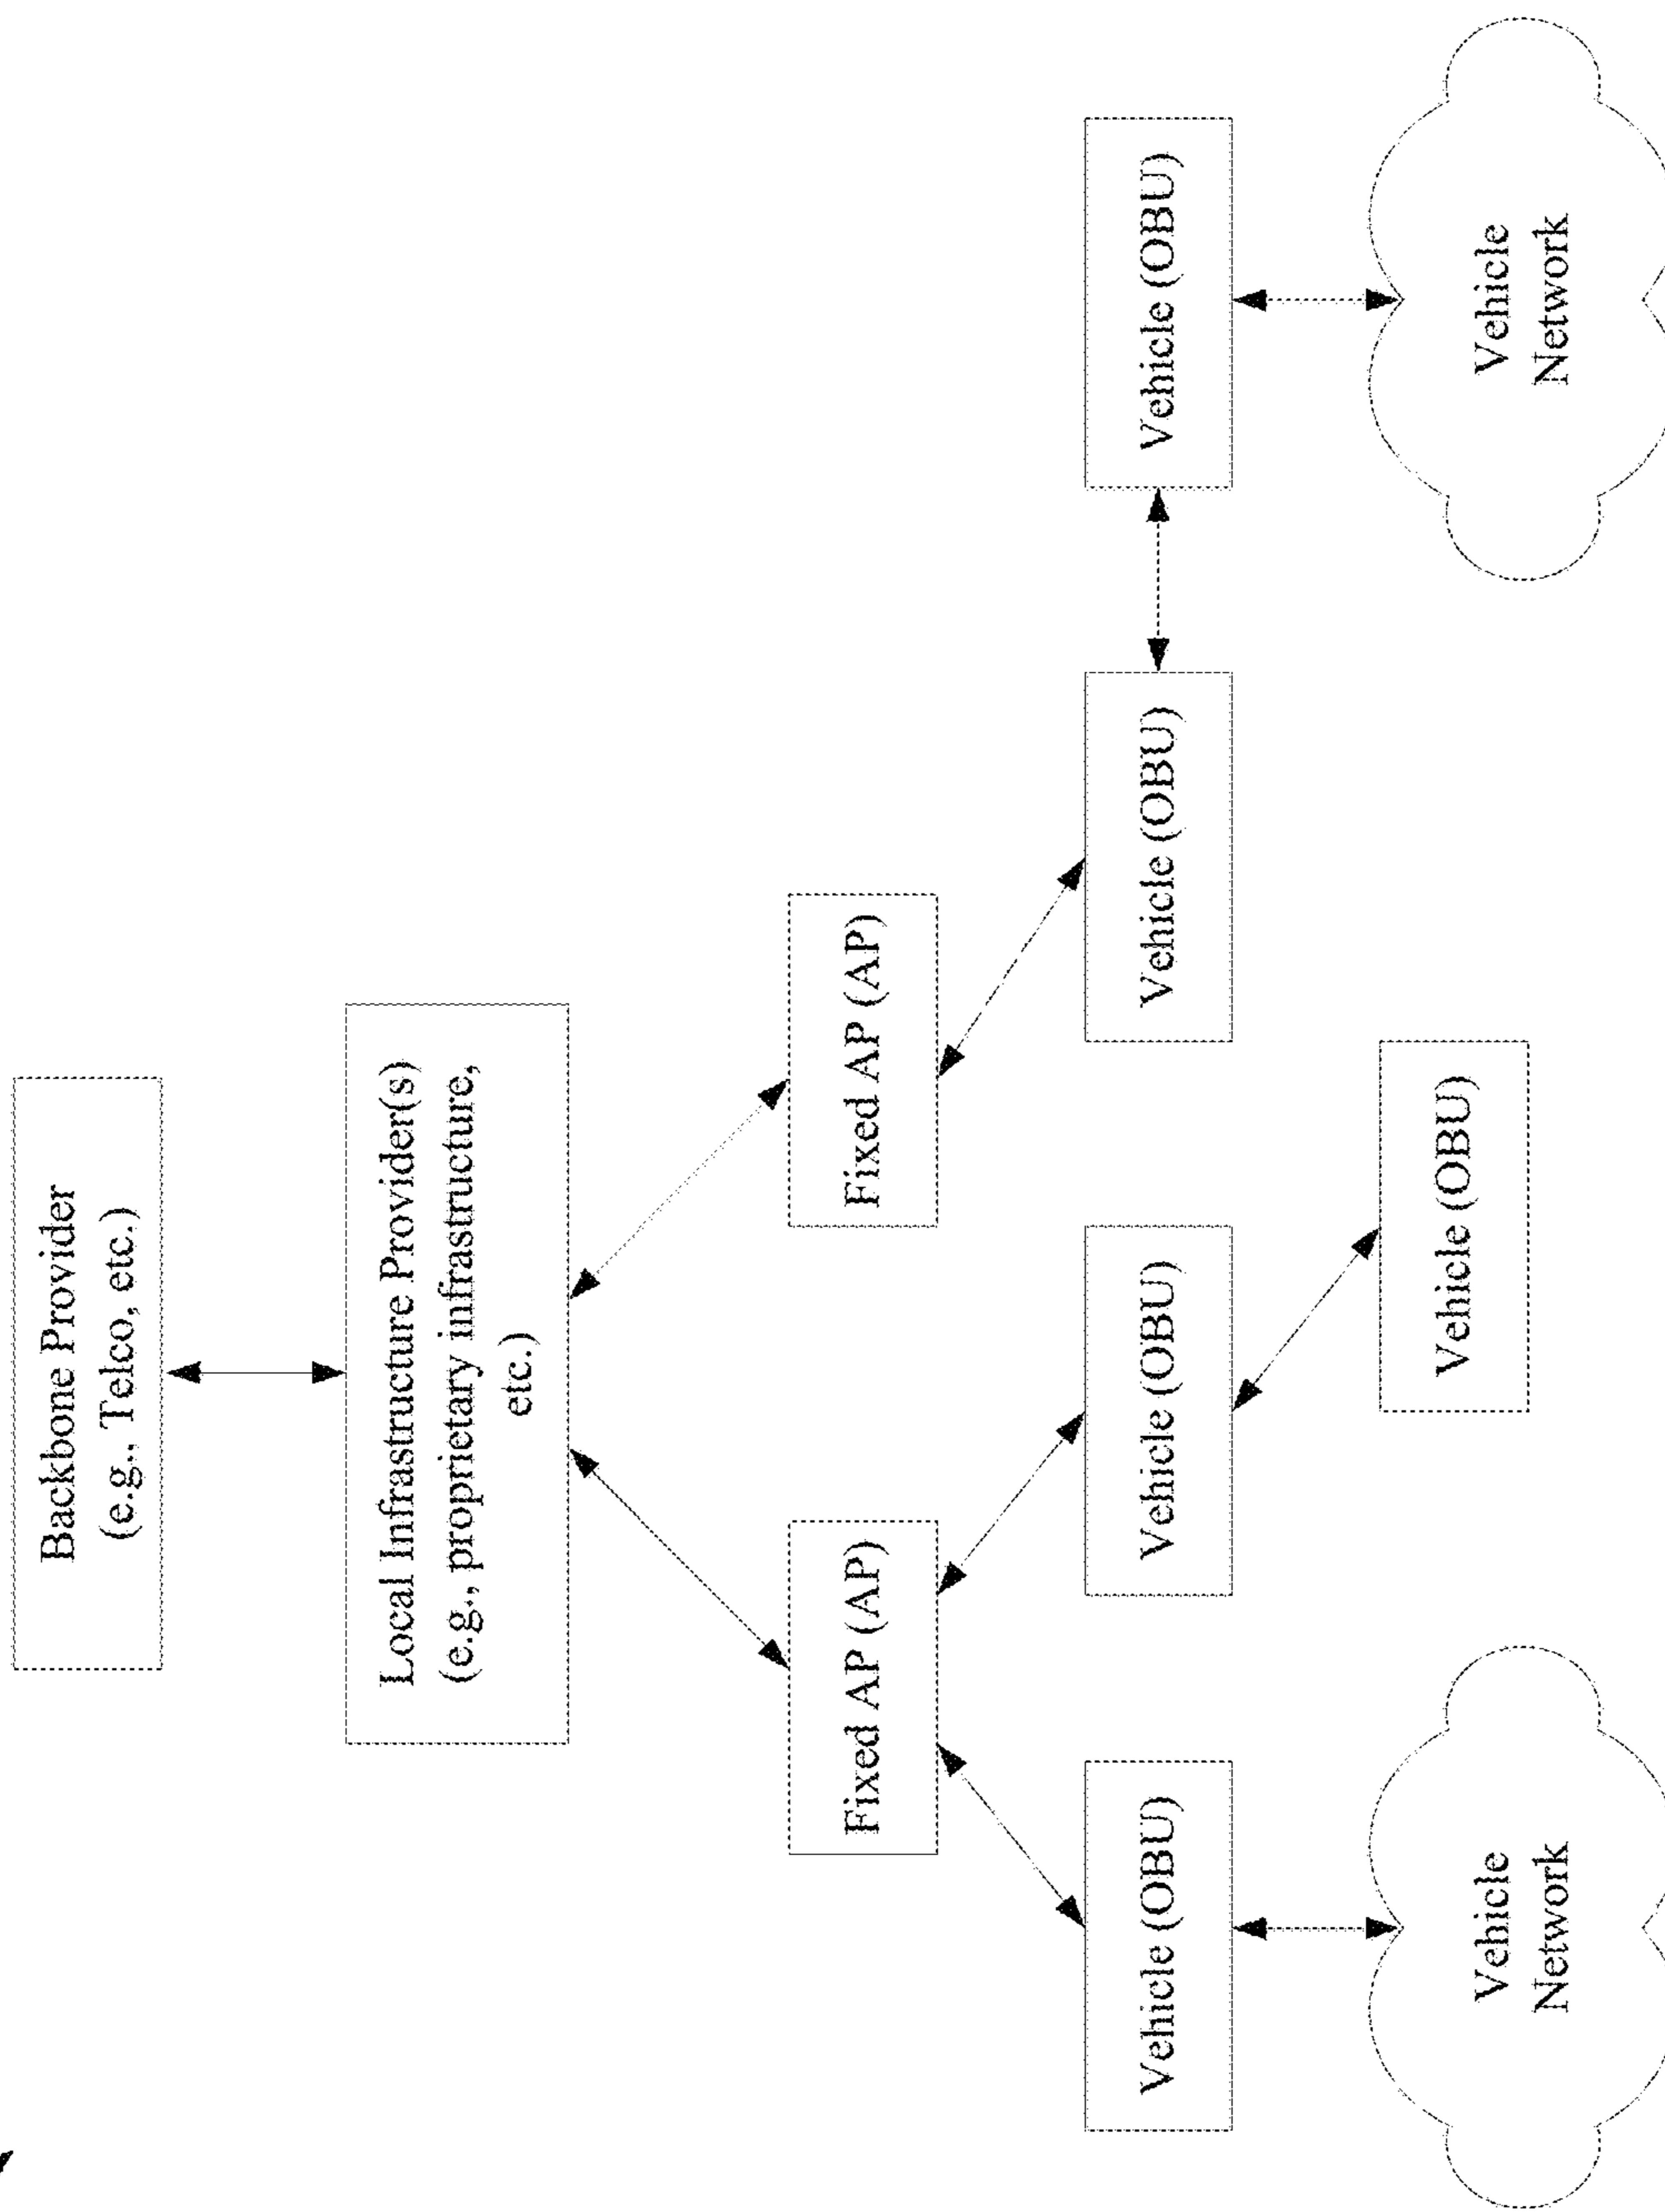 Backbone Provider
(e.g., Telco, etc.)
Local Infrastructure Provider(s)
(e.g., proprietary infrastructure,
etc.)
Fixed AP (AP)
Fixed AP (AP)
Vehicle (OBU)
Vehicle (OBU)
Vehicle (OBU)
Vehicle (OBU)
Vehicle (OBU)
Vehicle
Network
Vehicle
Network